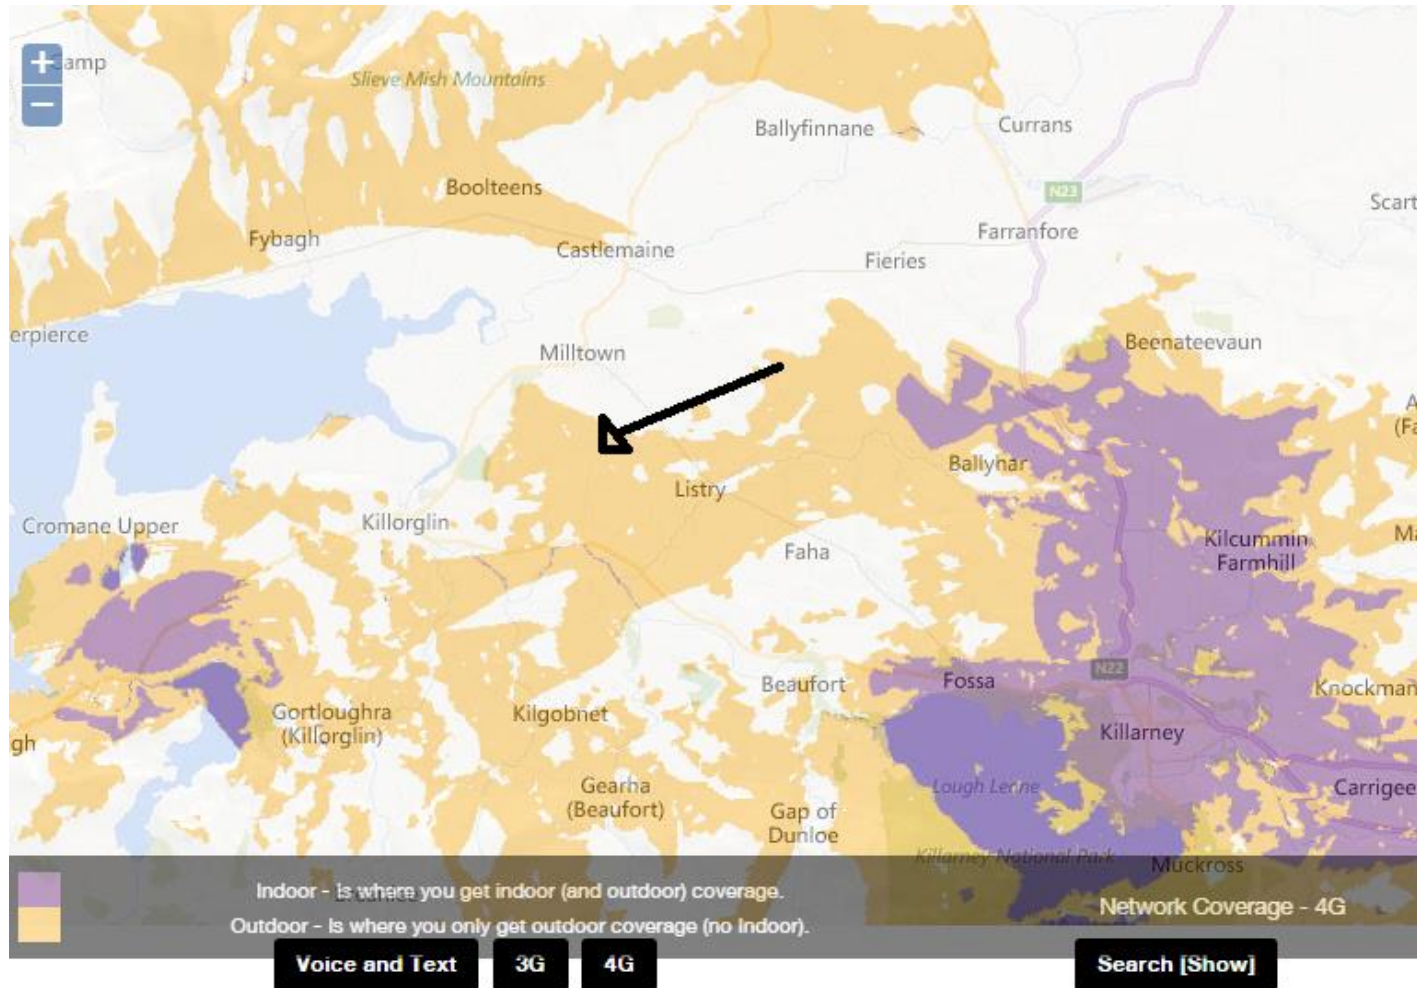 +
amp
−
Slieve Mish Mountains
Ballyfinnane
Currans
Boolteens
N23
Scart
Fybagh
Castlemaine
Farranfore
Fieries
erpierce
Milltown
Beenateevaun
A
(Fa
Ballynar
Listry
Cromane Upper
Killorglin
Faha
Kilcummin
Farmhill
Ma
N22
Beaufort
Fossa
Knockman
Gortloughra
(Killorglin)
Kilgobnet
Killarney
gh
Gearha
(Beaufort)
Lough Leane
Carrigee
Gap of
Dunloe
Killarney National Park
Muckross
Indoor - Is where you get indoor (and outdoor) coverage.
Outdoor - Is where you only get outdoor coverage (no Indoor).
Network Coverage - 4G
Voice and Text
3G
4G
Search [Show]